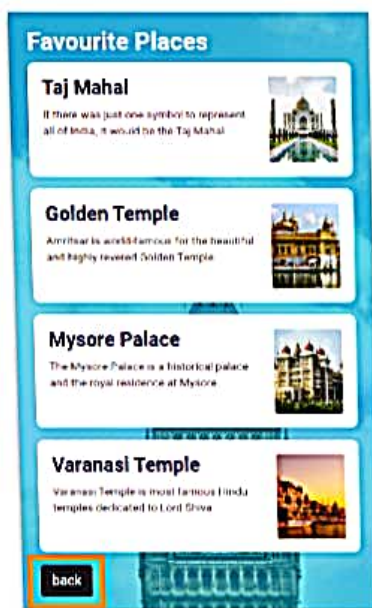 Favourite Places
Taj Mahal
If there was just one symbol to represent
all of India, it would be the Taj Mahal
Golden Temple
Amritsar is world-famous for the beautiful
and highly revered Golden Temple
Mysore Palace
The Mysore Palace is a historical palace
and the royal residence at Mysore
Varanasi Temple
Varanasi Temple is most famous Hindu
temples dedicated to Lord Shiva
back